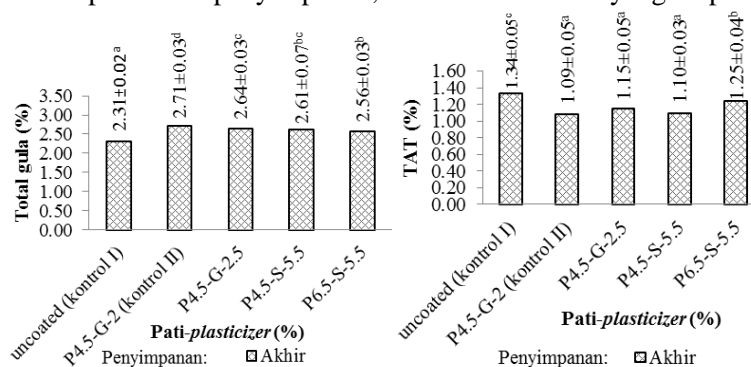 2.31±0.02ᵃ
2.71±0.03ᵈ
2.64±0.03ᶜ
2.61±0.07ᵇᶜ
2.56±0.03ᵇ
Total gula (%)
3.50
3.00
2.50
2.00
1.50
1.00
0.50
0.00
uncoated (kontrol I)
P4.5-G-2 (kontrol II)
P4.5-G-2.5
P4.5-S-5.5
P6.5-S-5.5
Pati-plasticizer (%)
Penyimpanan: Akhir
1.34±0.05ᶜ
1.09±0.05ᵃ
1.15±0.05ᵃ
1.10±0.03ᵃ
1.25±0.04ᵇ
TAT (%)
1.60
1.40
1.20
1.00
0.80
0.60
0.40
0.20
0.00
uncoated (kontrol I)
P4.5-G-2 (kontrol II)
P4.5-G-2.5
P4.5-S-5.5
P6.5-S-5.5
Pati-plasticizer (%)
Penyimpanan: Akhir